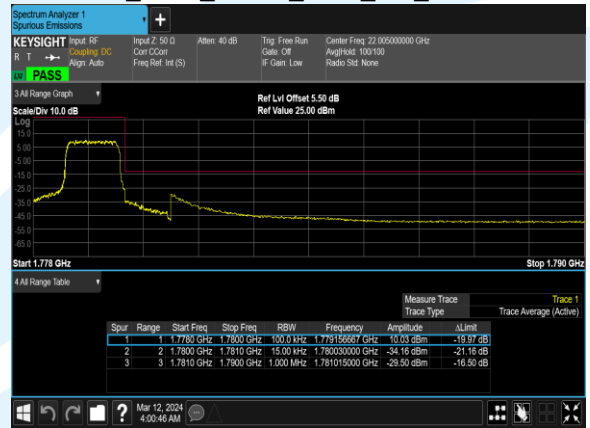 Spectrum Analyzer 1
Spurious Emissions
KEYSIGHT Input: RF Input Z: 50 Ω Atten: 40 dB Trig: Free Run Center Freq: 22.005000000 GHz
R T Coupling: DC Corr CCorr Gate: Off Avg|Hold: 100/100
Align: Auto Freq Ref: Int (S) IF Gain: Low Radio Std: None
PASS
3 All Range Graph
Ref Lvl Offset 5.50 dB
Scale/Div 10.0 dB Ref Value 25.00 dBm
Log
15.0
5.00
-5.00
-15.0
-25.0
-35.0
-45.0
-55.0
-65.0
Start 1.778 GHz Stop 1.790 GHz
4 All Range Table
Measure Trace Trace 1
Trace Type Trace Average (Active)
Spur Range Start Freq Stop Freq RBW Frequency Amplitude ΔLimit
1 1 1.7780 GHz 1.7800 GHz 100.0 kHz 1.779156667 GHz 10.03 dBm -19.97 dB
2 2 1.7800 GHz 1.7810 GHz 15.00 kHz 1.780030000 GHz -34.16 dBm -21.16 dB
3 3 1.7810 GHz 1.7900 GHz 1.000 MHz 1.781015000 GHz -29.50 dBm -16.50 dB
Mar 12, 2024
4:00:46 AM